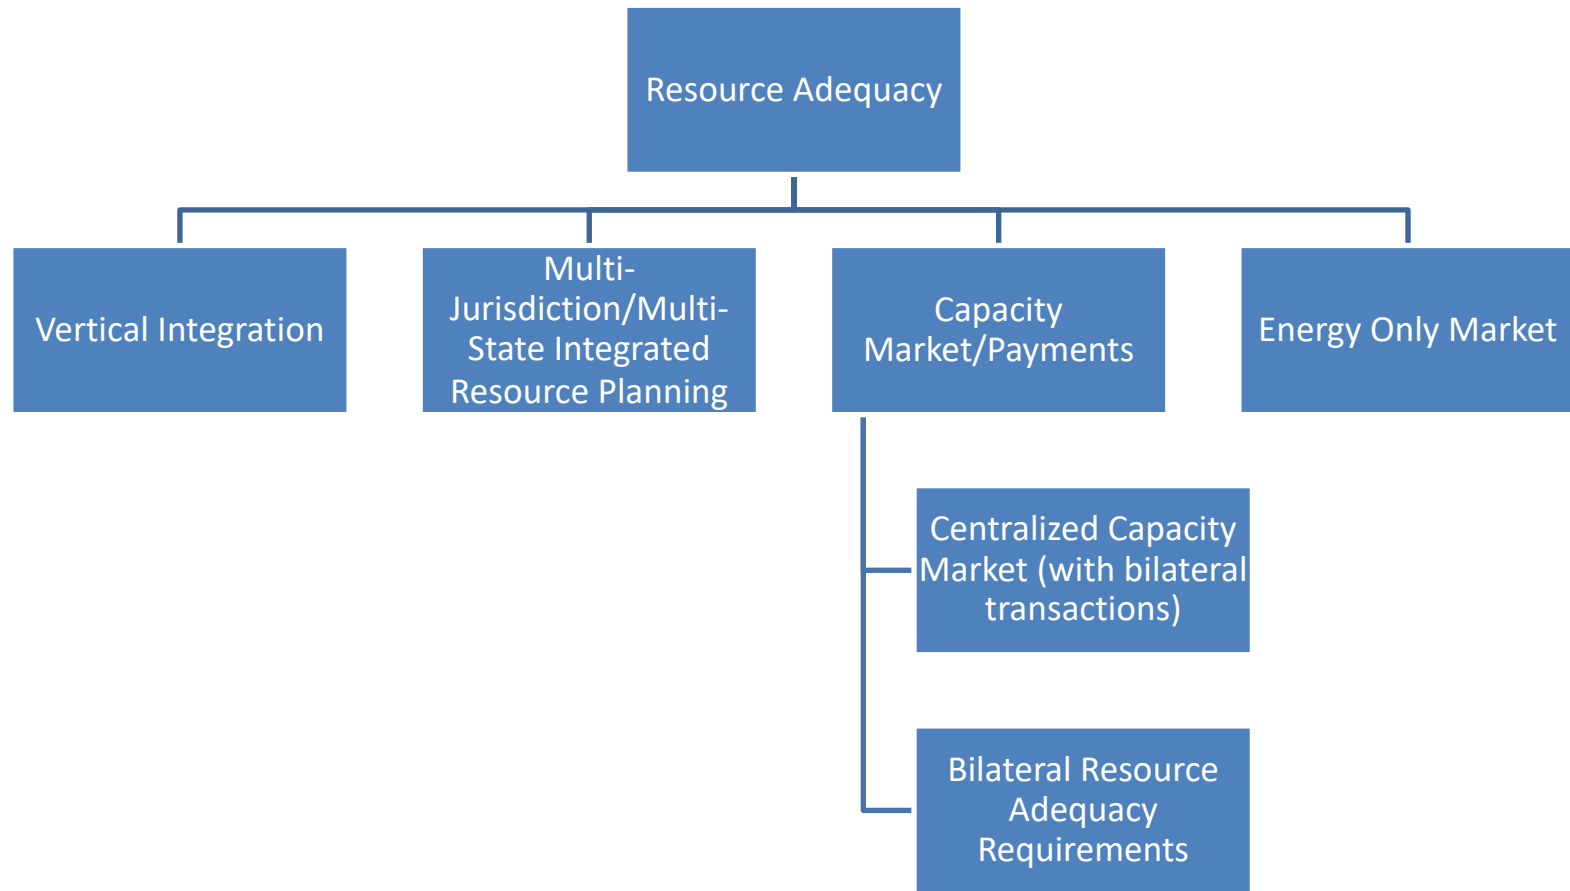 Resource Adequacy
Vertical Integration
Multi-
Jurisdiction/Multi-
State Integrated
Resource Planning
Capacity
Market/Payments
Energy Only Market
Centralized Capacity
Market (with bilateral
transactions)
Bilateral Resource
Adequacy
Requirements